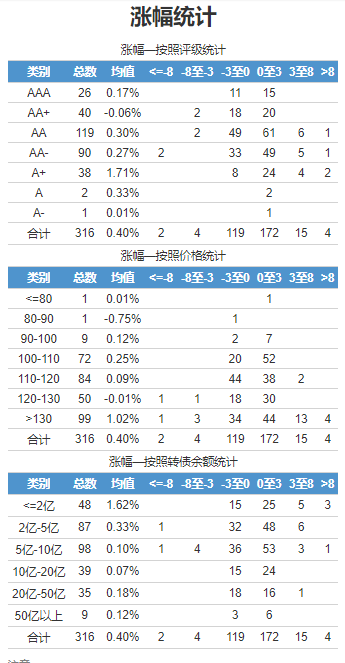 涨幅统计
涨幅—按照评级统计
类别 总数 均值 <=-8 -8至-3 -3至0 0至3 3至8 >8
AAA 26 0.17% 11 15
AA+ 40 -0.06% 2 18 20
AA 119 0.30% 2 49 61 6 1
AA- 90 0.27% 2 33 49 5 1
A+ 38 1.71% 8 24 4 2
A 2 0.33% 2
A- 1 0.01% 1
合计 316 0.40% 2 4 119 172 15 4
涨幅—按照价格统计
类别 总数 均值 <=-8 -8至-3 -3至0 0至3 3至8 >8
<=80 1 0.01% 1
80-90 1 -0.75% 1
90-100 9 0.12% 2 7
100-110 72 0.25% 20 52
110-120 84 0.09% 44 38 2
120-130 50 -0.01% 1 1 18 30
>130 99 1.02% 1 3 34 44 13 4
合计 316 0.40% 2 4 119 172 15 4
涨幅—按照转债余额统计
类别 总数 均值 <=-8 -8至-3 -3至0 0至3 3至8 >8
<=2亿 48 1.62% 15 25 5 3
2亿-5亿 87 0.33% 1 32 48 6
5亿-10亿 98 0.10% 1 4 36 53 3 1
10亿-20亿 39 0.07% 15 24
20亿-50亿 35 0.18% 18 16 1
50亿以上 9 0.12% 3 6
合计 316 0.40% 2 4 119 172 15 4